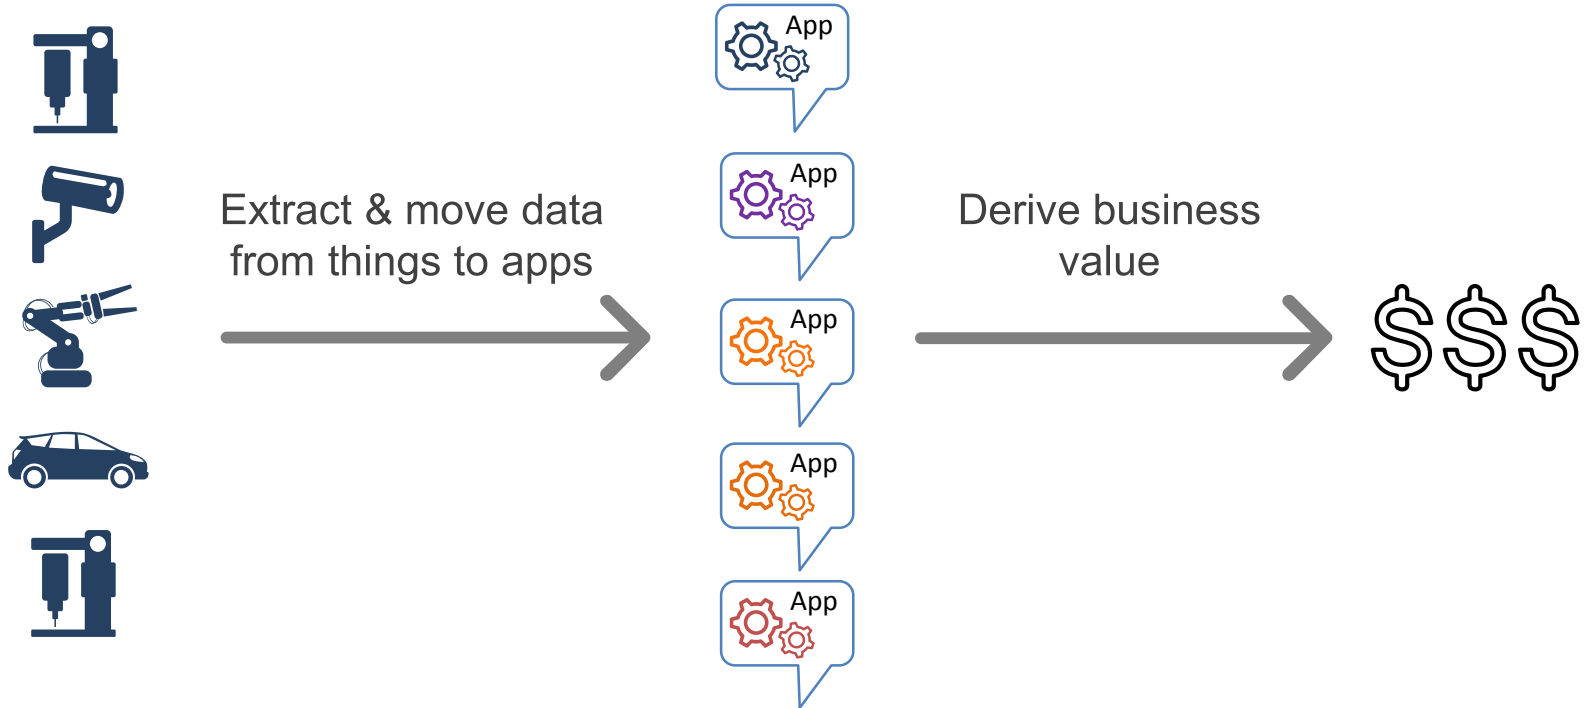 App
App
Extract & move data
from things to apps
Derive business
value
App
$$$
App
App